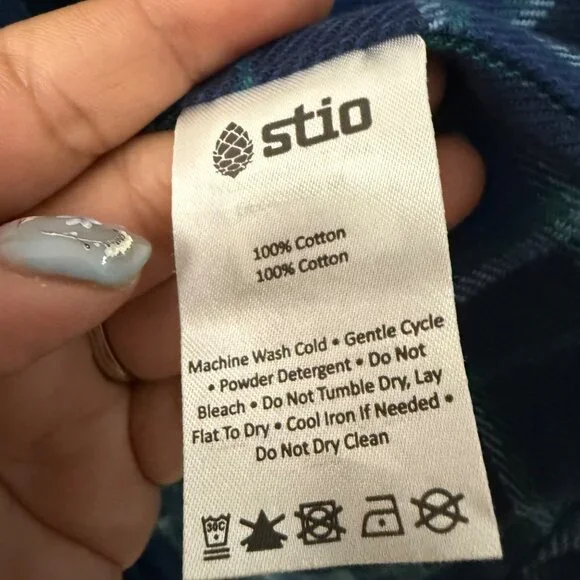 stio
100% Cotton
100% Cotton
Machine Wash Cold • Gentle Cycle
• Powder Detergent • Do Not
Bleach • Do Not Tumble Dry, Lay
Flat To Dry • Cool Iron If Needed •
Do Not Dry Clean
30C